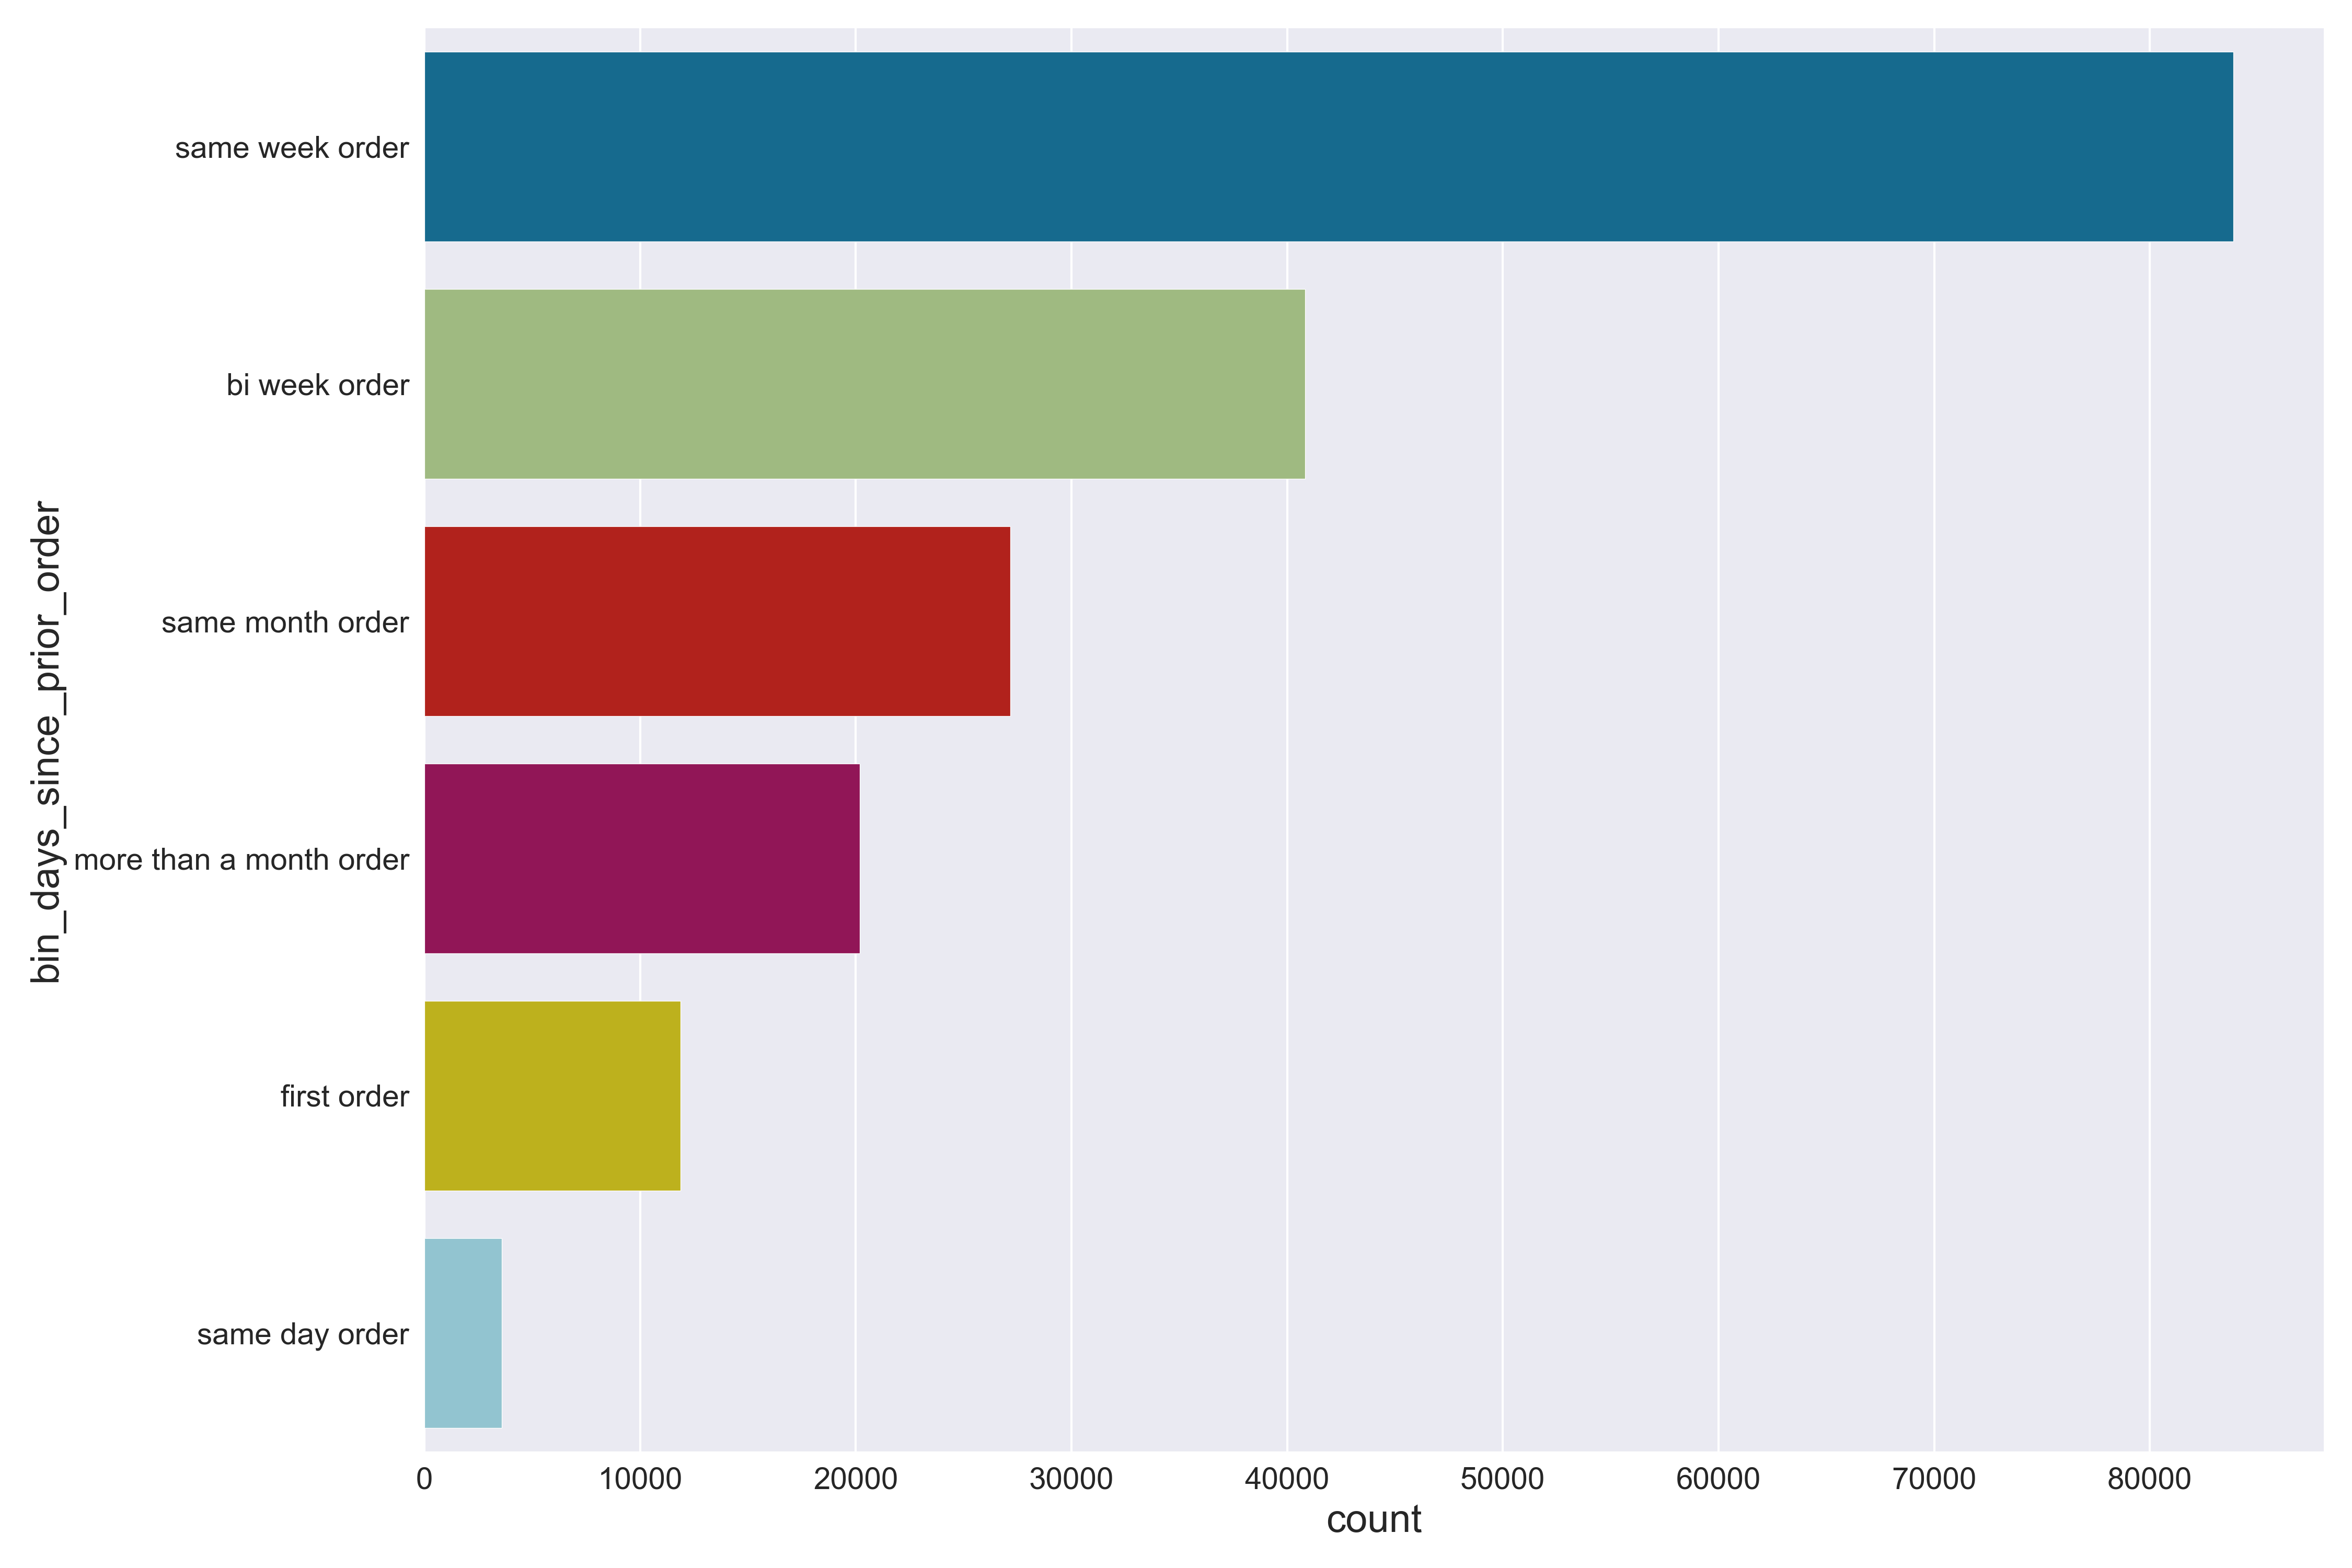 same week order
bi week order
same month order
more than a month order
first order
same day order
bin_days_since_prior_order
0 10000 20000 30000 40000 50000 60000 70000 80000
count